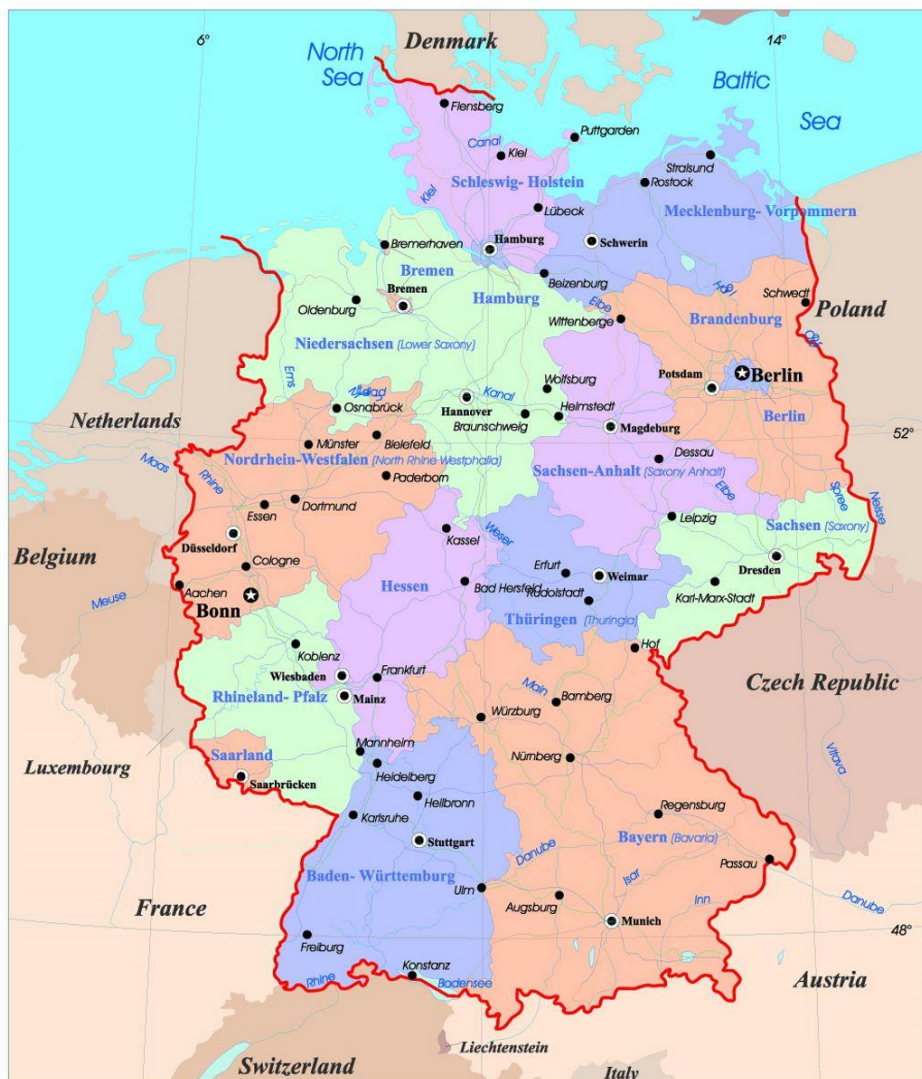 6°
14°
Denmark
North
Sea
Baltic
Sea
Flensberg
Puttgarden
Canal
Kiel
Stralsund
Rostock
Schleswig- Holstein
Kiel
Lübeck
Mecklenburg- Vorpommern
Hamburg
Schwerin
Bremerhaven
Bremen
Beizenburg
Hamburg
Bremen
Oldenburg
Elbe
Wittenberge
Schwedt
Poland
Brandenburg
Niedersachsen (Lower Saxony)
Ems
Potsdam
Berlin
Wolfsburg
Kanal
Hannover
Helmstedt
Braunschweig
Osnabrück
Berlin
Netherlands
Magdeburg
52°
Münster
Bielefeld
Nordrhein-Westfalen (North Rhine Westphalia)
Dessau
Sachsen-Anhalt (Saxony Anhalt)
Maas
Rhine
Paderborn
Elbe
Spree
Neisse
Essen
Dortmund
Leipzig
Sachsen (Saxony)
Düsseldorf
Kassel
Weser
Belgium
Cologne
Erfurt
Weimar
Dresden
Hessen
Bad Hersfeld
Rudolstadt
Karl-Marx-Stadt
Aachen
Meuse
Bonn
Thüringen (Thuringia)
Koblenz
Hof
Wiesbaden
Frankfurt
Czech Republic
Rhineland- Pfalz
Mainz
Main
Bamberg
Würzburg
Saarland
Mannheim
Nürnberg
Vltava
Luxembourg
Heidelberg
Saarbrücken
Heilbronn
Karlsruhe
Regensburg
Stuttgart
Bayern (Bavaria)
Danube
Passau
Baden- Württemburg
Isar
Ulm
Augsburg
Inn
Danube
France
Munich
48°
Freiburg
Konstanz
Rhine
Badensee
Austria
Liechtenstein
Switzerland
Italy